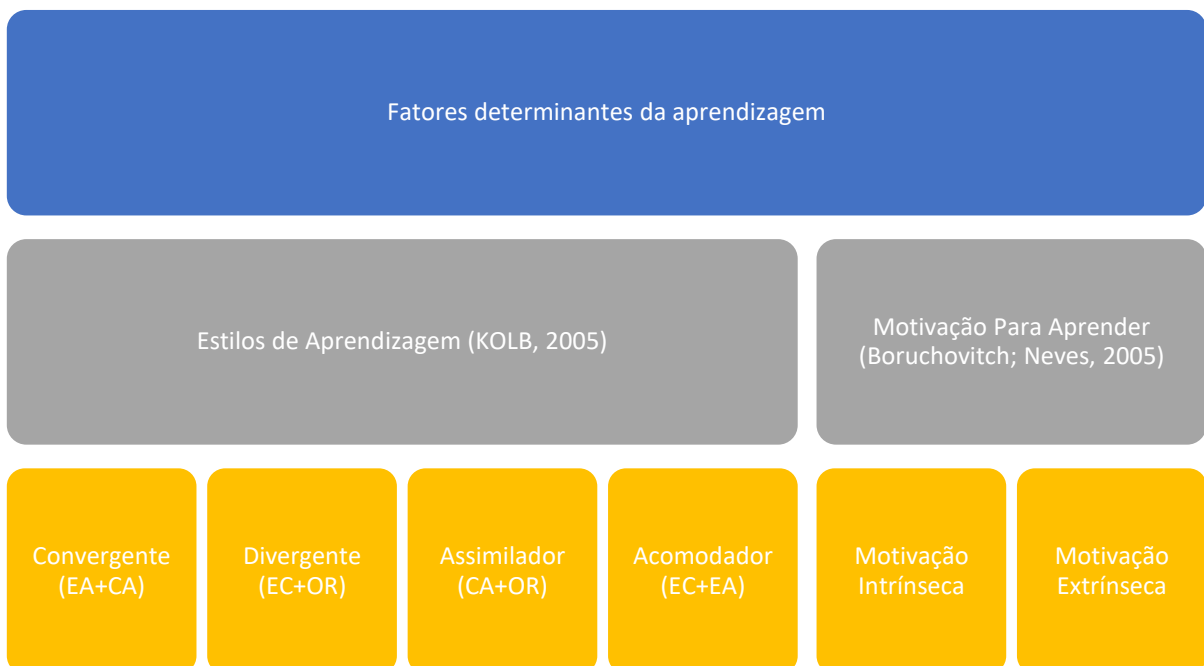 Fatores determinantes da aprendizagem
Estilos de Aprendizagem (KOLB, 2005)
Motivação Para Aprender
(Boruchovitch; Neves, 2005)
Convergente
(EA+CA)
Divergente
(EC+OR)
Assimilador
(CA+OR)
Acomodador
(EC+EA)
Motivação
Intrínseca
Motivação
Extrínseca